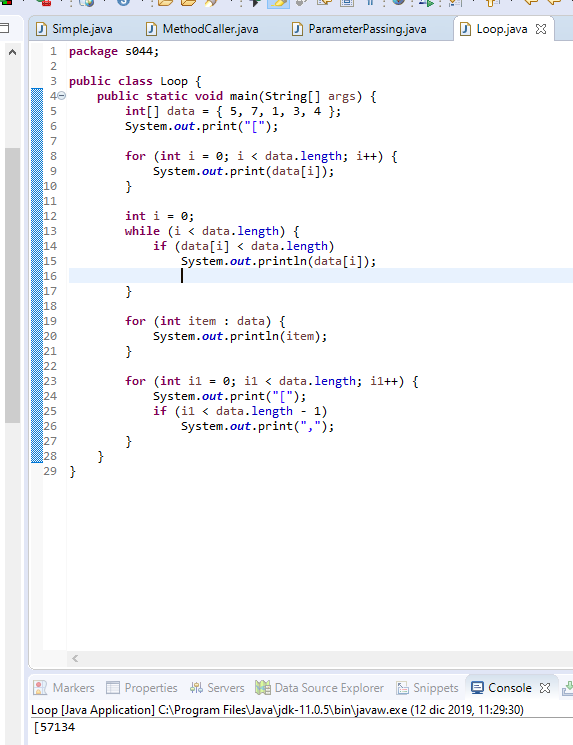 Simple.java MethodCaller.java ParameterPassing.java Loop.java
1 package s044;
2
3 public class Loop {
4 public static void main(String[] args) {
5 int[] data = { 5, 7, 1, 3, 4 };
6 System.out.print("[");
7
8 for (int i = 0; i < data.length; i++) {
9 System.out.print(data[i]);
10 }
11
12 int i = 0;
13 while (i < data.length) {
14 if (data[i] < data.length)
15 System.out.println(data[i]);
16
17 }
18
19 for (int item : data) {
20 System.out.println(item);
21 }
22
23 for (int i1 = 0; i1 < data.length; i1++) {
24 System.out.print("[");
25 if (i1 < data.length - 1)
26 System.out.print(",");
27 }
28 }
29 }
Markers Properties Servers Data Source Explorer Snippets Console
Loop [Java Application] C:\Program Files\Java\jdk-11.0.5\bin\javaw.exe (12 dic 2019, 11:29:30)
[57134